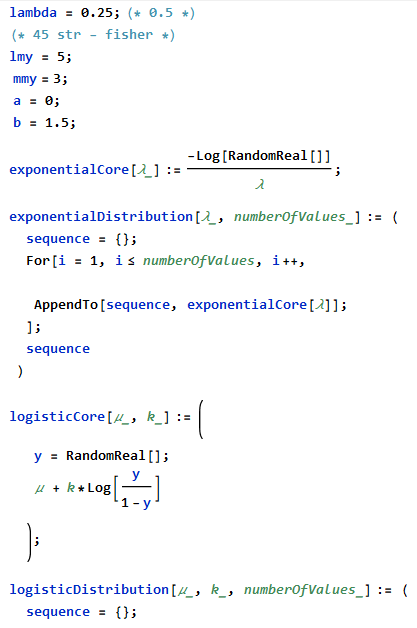 lambda = 0.25; (* 0.5 *)
(* 45 str - fisher *)
lmy = 5;
mmy = 3;
a = 0;
b = 1.5;
exponentialCore[λ_] := -Log[RandomReal[]] / λ;
exponentialDistribution[λ_, numberOfValues_] := (
sequence = {};
For[i = 1, i ≤ numberOfValues, i++,
AppendTo[sequence, exponentialCore[λ]];
];
sequence
)
logisticCore[μ_, k_] := (
y = RandomReal[];
μ + k*Log[y / 1 - y]
);
logisticDistribution[μ_, k_, numberOfValues_] := (
sequence = {};